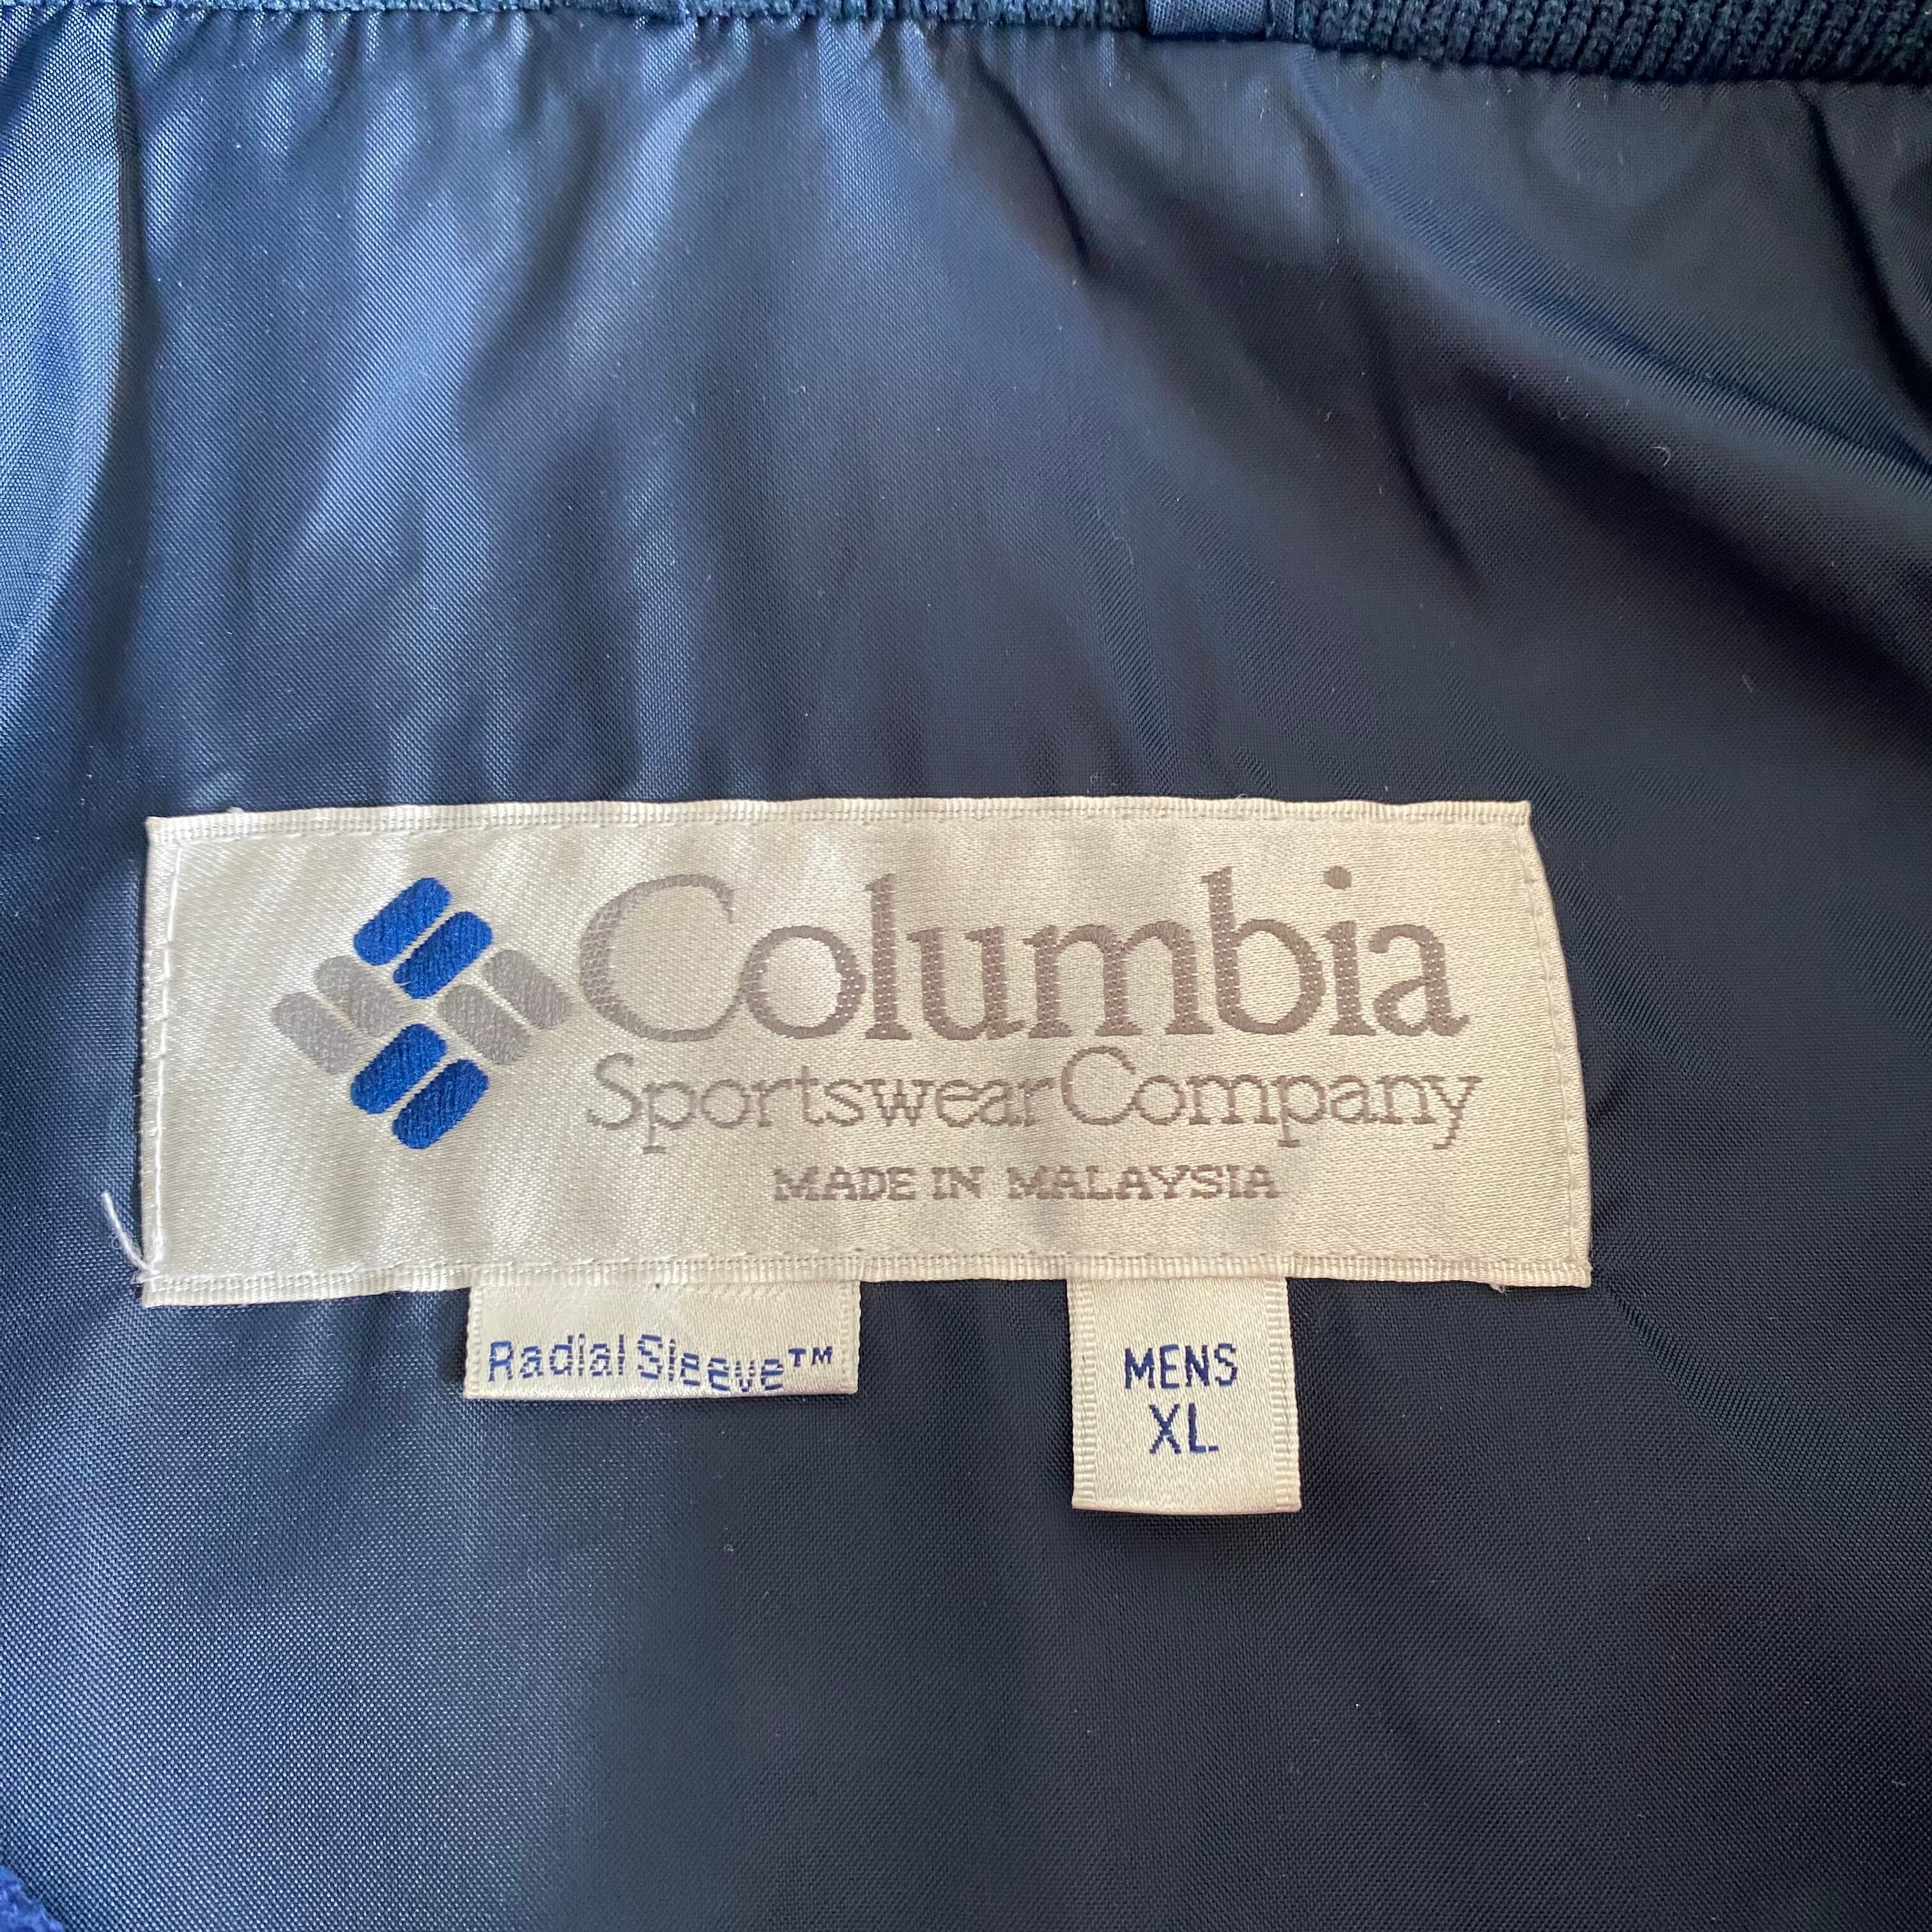 Columbia
Sportswear Company
MADE IN MALAYSIA
Radial Sleeve™
MENS
XL